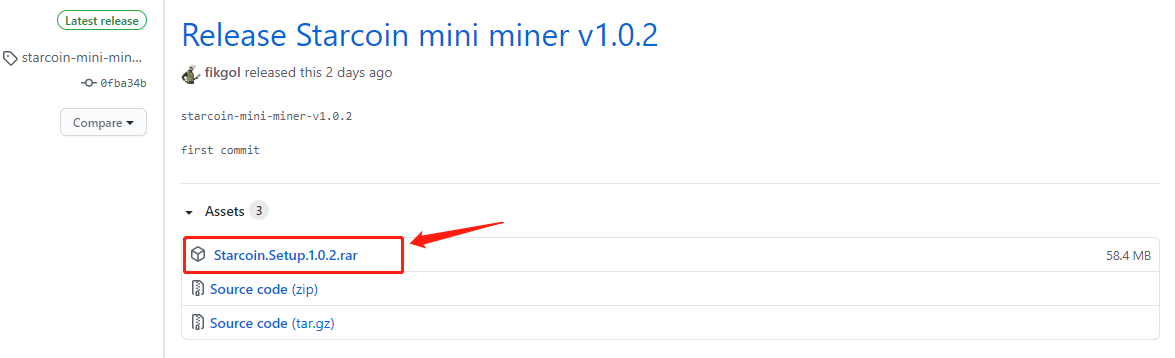 Latest release
starcoin-mini-min...
0fba34b
Compare
Release Starcoin mini miner v1.0.2
fikgol released this 2 days ago
starcoin-mini-miner-v1.0.2
first commit
Assets 3
Starcoin.Setup.1.0.2.rar 58.4 MB
Source code (zip)
Source code (tar.gz)